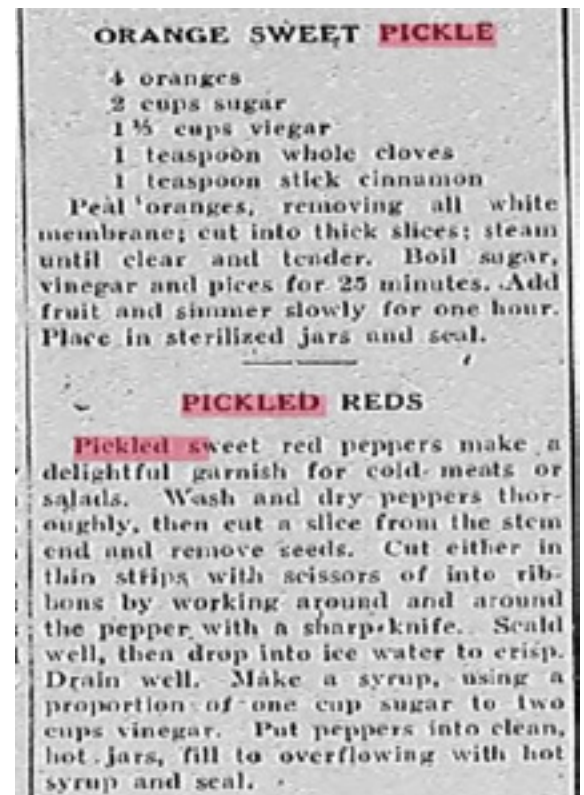 ORANGE SWEET PICKLE
4 oranges
2 cups sugar
1 ⅓ cups viegar
1 teaspoon whole cloves
1 teaspoon stick cinnamon
Peal oranges, removing all white
membrane; cut into thick slices; steam
until clear and tender. Boil sugar,
vinegar and pices for 25 minutes. Add
fruit and simmer slowly for one hour.
Place in sterilized jars and seal.
PICKLED REDS
Pickled sweet red peppers make a
delightful garnish for cold meats or
salads. Wash and dry peppers thor-
oughly, then cut a slice from the stem
end and remove seeds. Cut either in
thin strips with scissors of into rib-
bons by working around and around
the pepper with a sharp knife. Scald
well, then drop into ice water to crisp.
Drain well. Make a syrup, using a
proportion of one cup sugar to two
cups vinegar. Put peppers into clean,
hot jars, fill to overflowing with hot
syrup and seal.